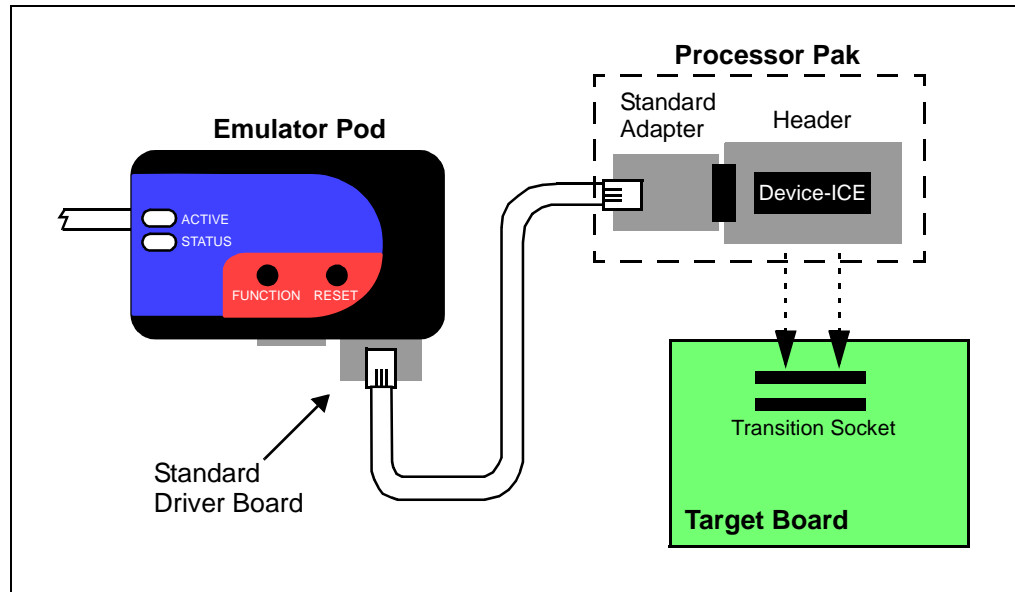 Processor Pak
Standard
Adapter
Header
Emulator Pod
Device-ICE
ACTIVE
STATUS
FUNCTION RESET
Transition Socket
Standard
Driver Board
Target Board